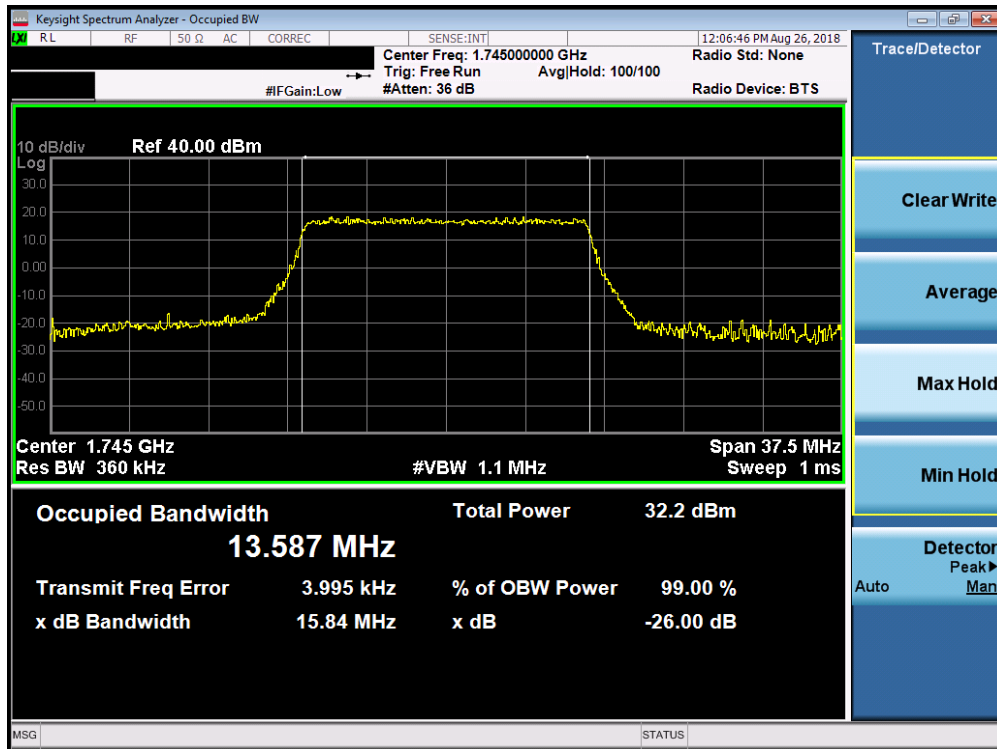 Keysight Spectrum Analyzer - Occupied BW
LXI RL RF 50 Ω AC CORREC SENSE:INT 12:06:46 PM Aug 26, 2018
Center Freq: 1.745000000 GHz Radio Std: None
Trig: Free Run Avg|Hold: 100/100
#IFGain:Low #Atten: 36 dB Radio Device: BTS
10 dB/div Ref 40.00 dBm
Log
30.0
20.0
10.0
0.00
-10.0
-20.0
-30.0
-40.0
-50.0
Center 1.745 GHz Span 37.5 MHz
Res BW 360 kHz #VBW 1.1 MHz Sweep 1 ms
Occupied Bandwidth Total Power 32.2 dBm
13.587 MHz
Transmit Freq Error 3.995 kHz % of OBW Power 99.00 %
x dB Bandwidth 15.84 MHz x dB -26.00 dB
MSG STATUS
Trace/Detector
Clear Write
Average
Max Hold
Min Hold
Detector
Peak▶
Auto Man